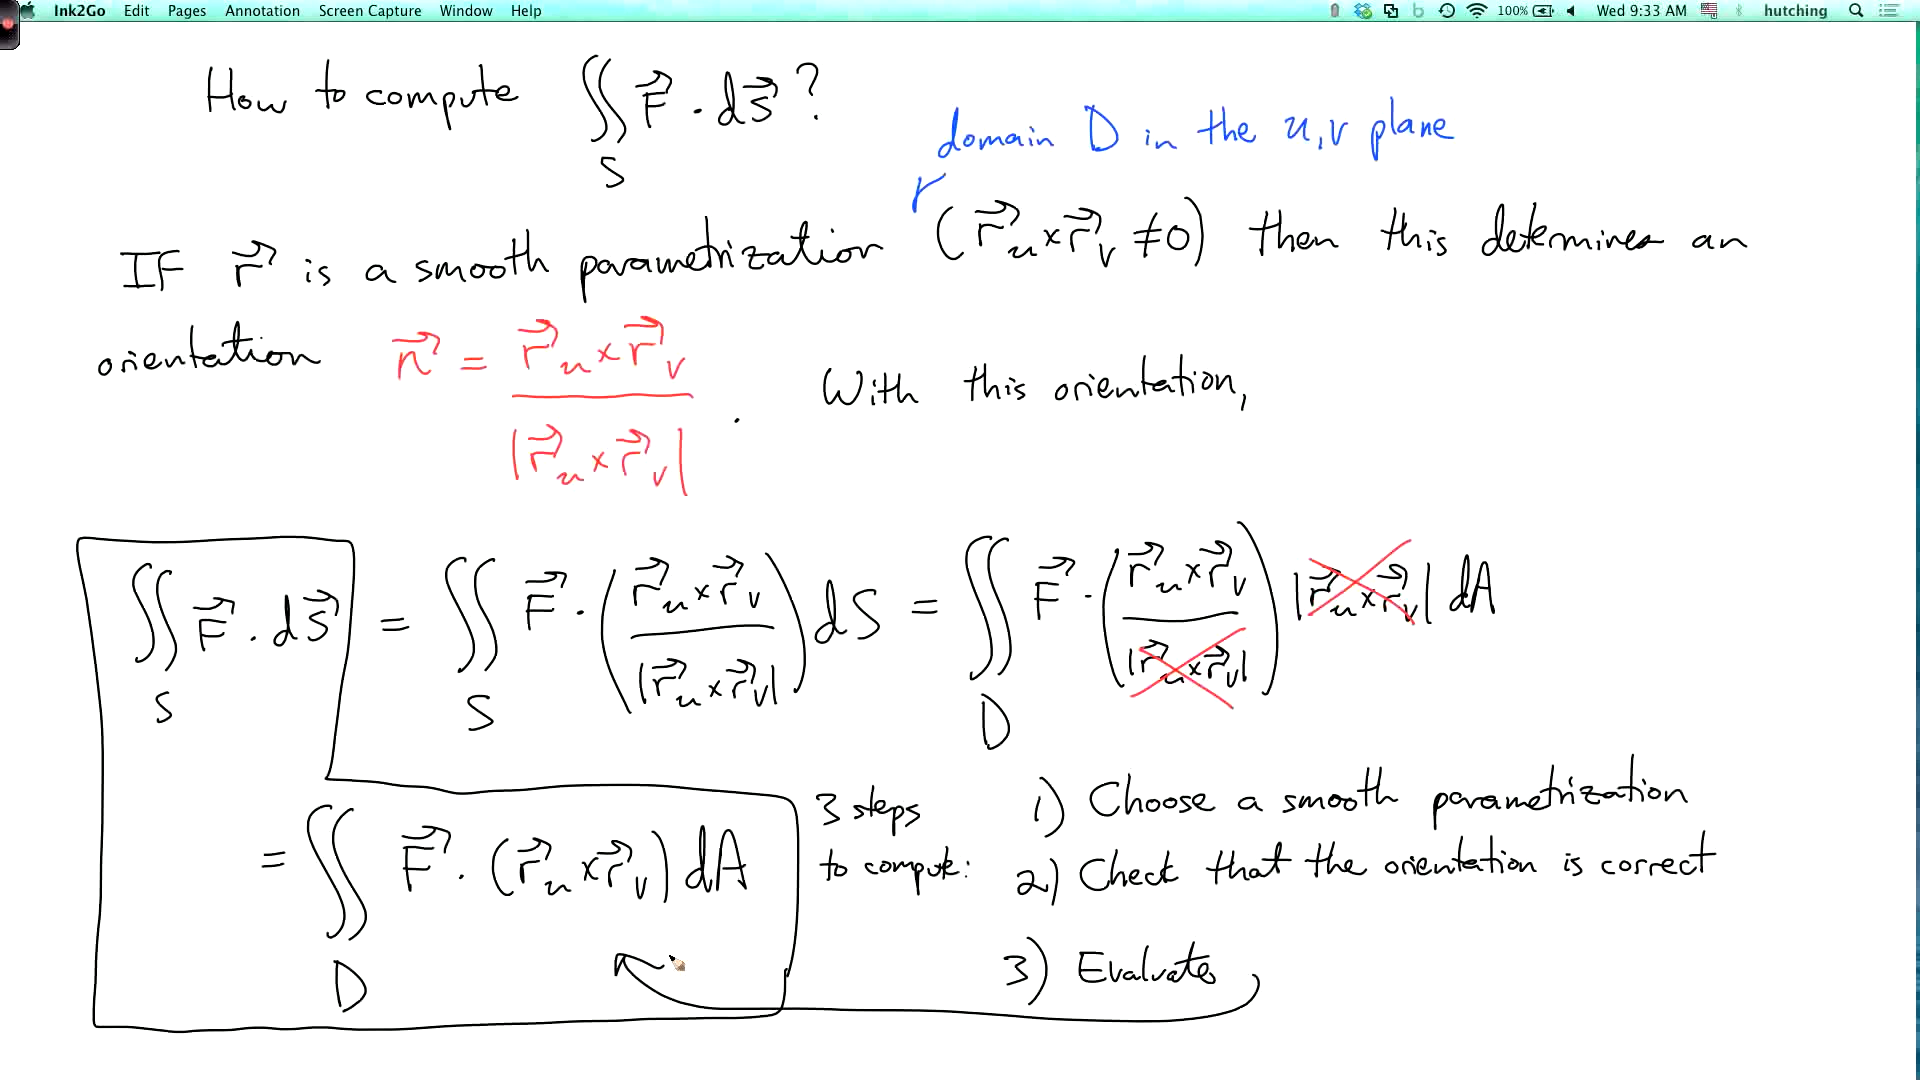 Ink2Go Edit Pages Annotation Screen Capture Window Help 100% Wed 9:33 AM hutching
How to compute ∬_S F⃗ · dS⃗ ?
domain D in the u,v plane
If r⃗ is a smooth parametrization (r⃗_u × r⃗_v ≠ 0) then this determines an
orientation n⃗ = (r⃗_u × r⃗_v) / |r⃗_u × r⃗_v| . With this orientation,
∬_S F⃗ · dS⃗ = ∬_S F⃗ · ((r⃗_u × r⃗_v) / |r⃗_u × r⃗_v|) dS = ∬_D F⃗ · ((r⃗_u × r⃗_v) / |r⃗_u × r⃗_v|) |r⃗_u × r⃗_v| dA
= ∬_D F⃗ · (r⃗_u × r⃗_v) dA
3 steps
to compute:
1) Choose a smooth parametrization
2) Check that the orientation is correct
3) Evaluate